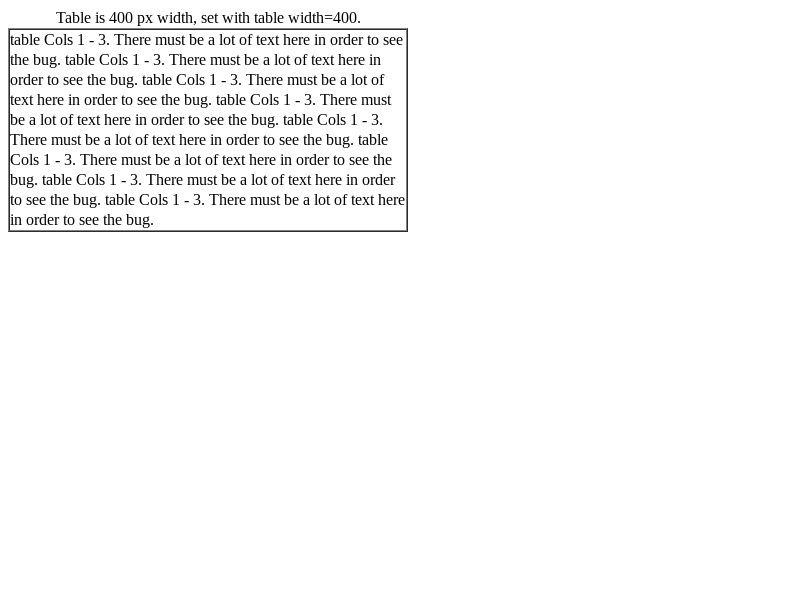 Table is 400 px width, set with table width=400.
table Cols 1 - 3. There must be a lot of text here in order to see
the bug. table Cols 1 - 3. There must be a lot of text here in
order to see the bug. table Cols 1 - 3. There must be a lot of
text here in order to see the bug. table Cols 1 - 3. There must
be a lot of text here in order to see the bug. table Cols 1 - 3.
There must be a lot of text here in order to see the bug. table
Cols 1 - 3. There must be a lot of text here in order to see the
bug. table Cols 1 - 3. There must be a lot of text here in order
to see the bug. table Cols 1 - 3. There must be a lot of text here
in order to see the bug.